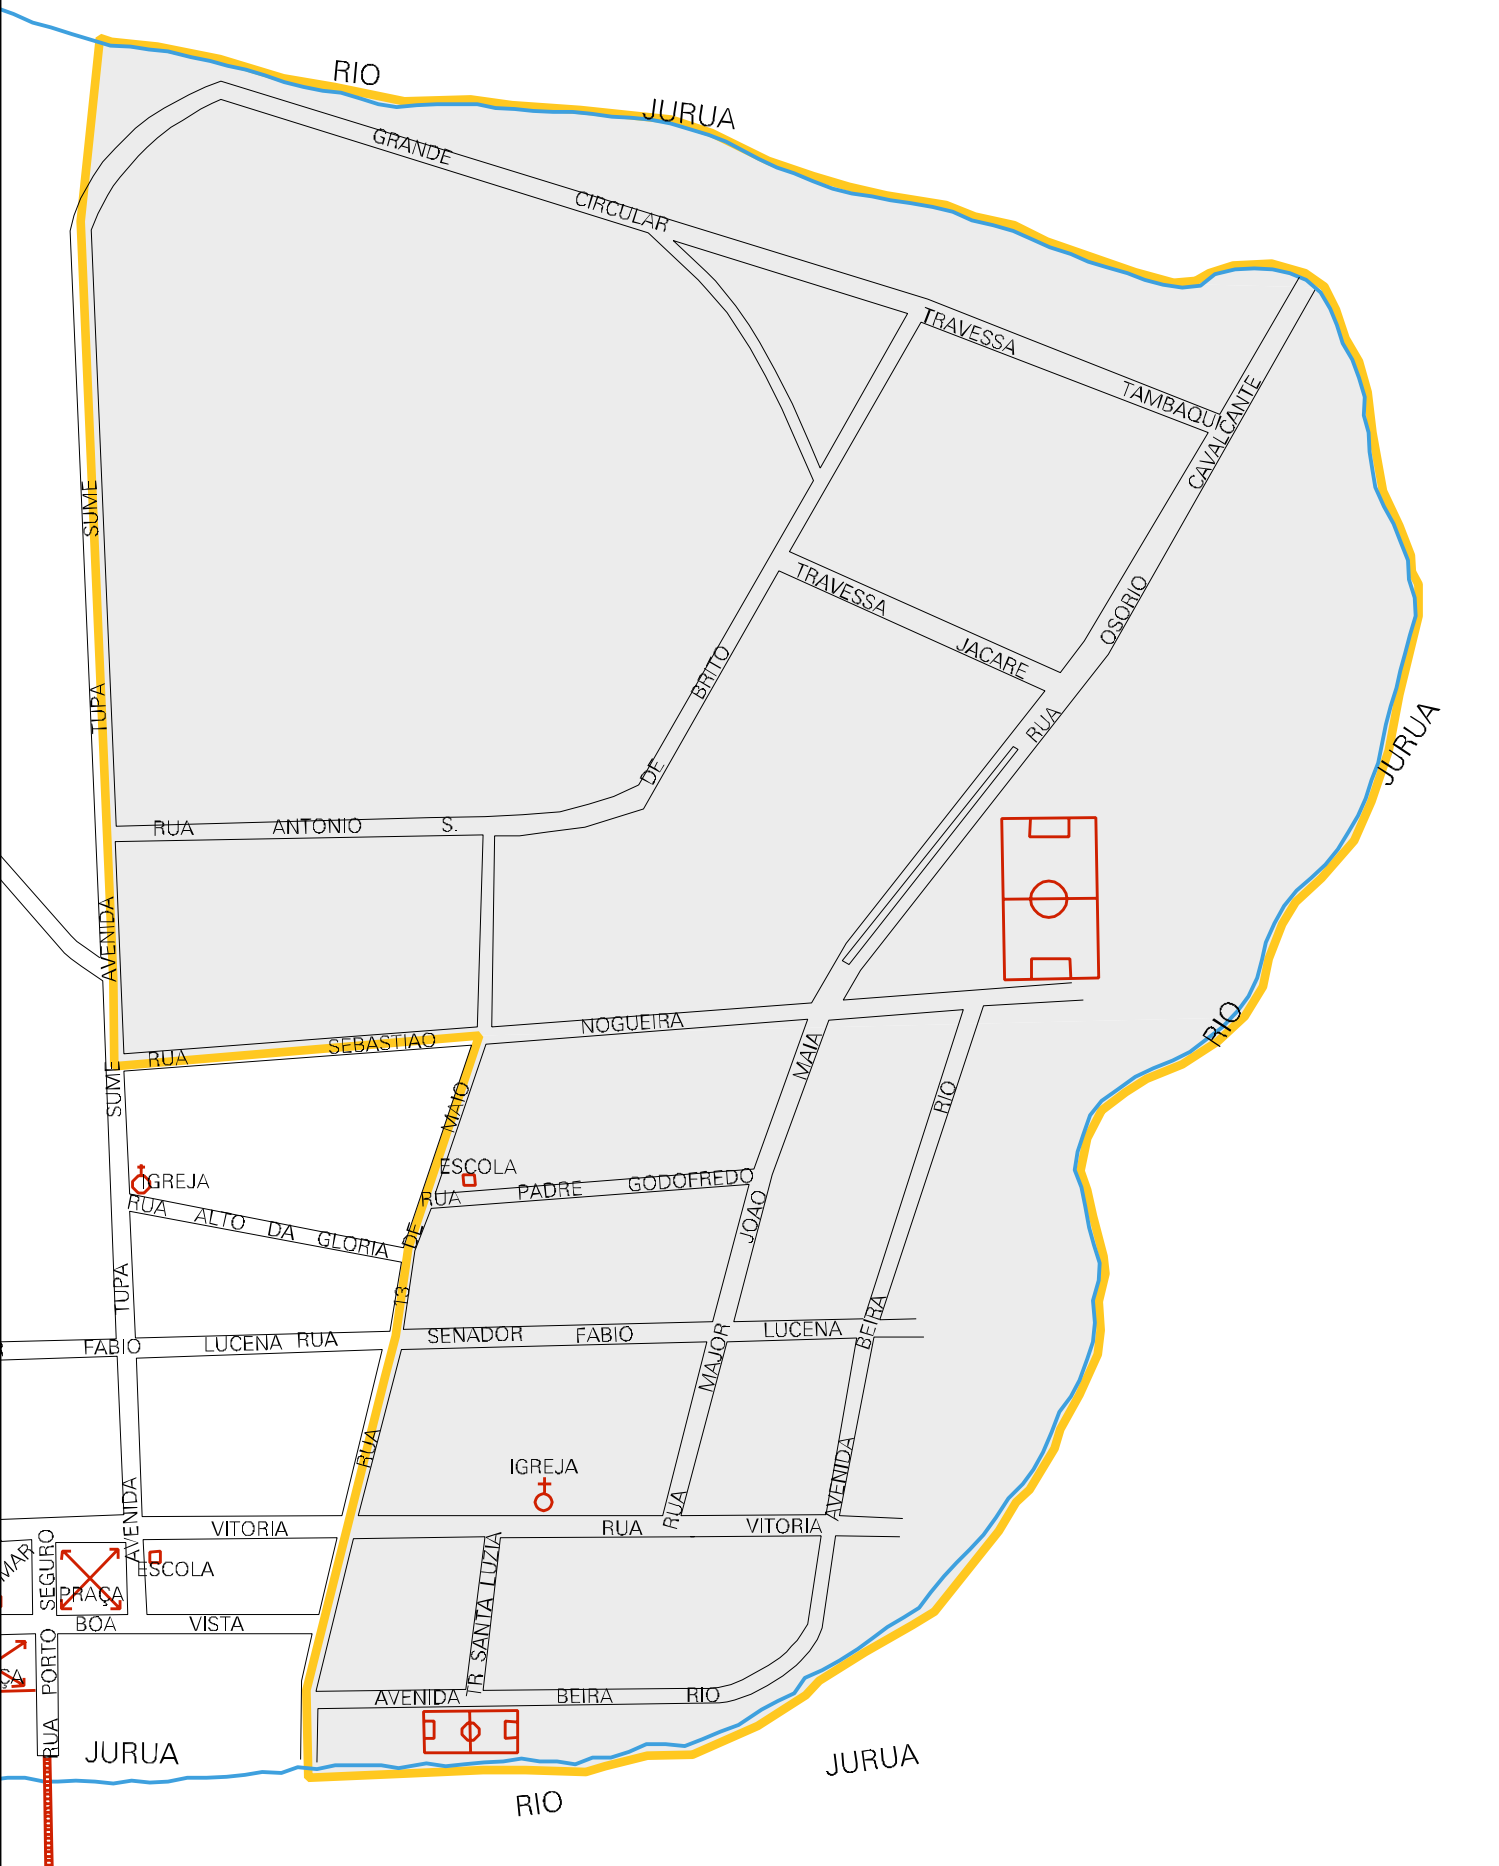 RIO
JURUA
GRANDE
CIRCULAR
TRAVESSA
TAMBAQUI
CAVALCANTE
SUME
TRAVESSA
OSORIO
JACARE
BRITO
TUPA
RUA
JURUA
DE
RUA
ANTONIO
S.
AVENIDA
RIO
NOGUEIRA
SEBASTIAO
RUA
MAIA
SUME
MAIO
RIO
ESCOLA
IGREJA
RUA
PADRE
GODOFREDO
RUA
ALTO
DA
GLORIA
DE
JOAO
TUPA
13
FABIO
LUCENA
RUA
SENADOR
FABIO
LUCENA
BEIRA
MAJOR
RUA
IGREJA
AVENIDA
RUA
AVENIDA
VITORIA
RUA
VITORIA
MAR
SEGURO
ESCOLA
PRAÇA
TR SANTA LUZIA
BOA
VISTA
PORTO
ÇA
AVENIDA
BEIRA
RIO
RUA
JURUA
JURUA
RIO